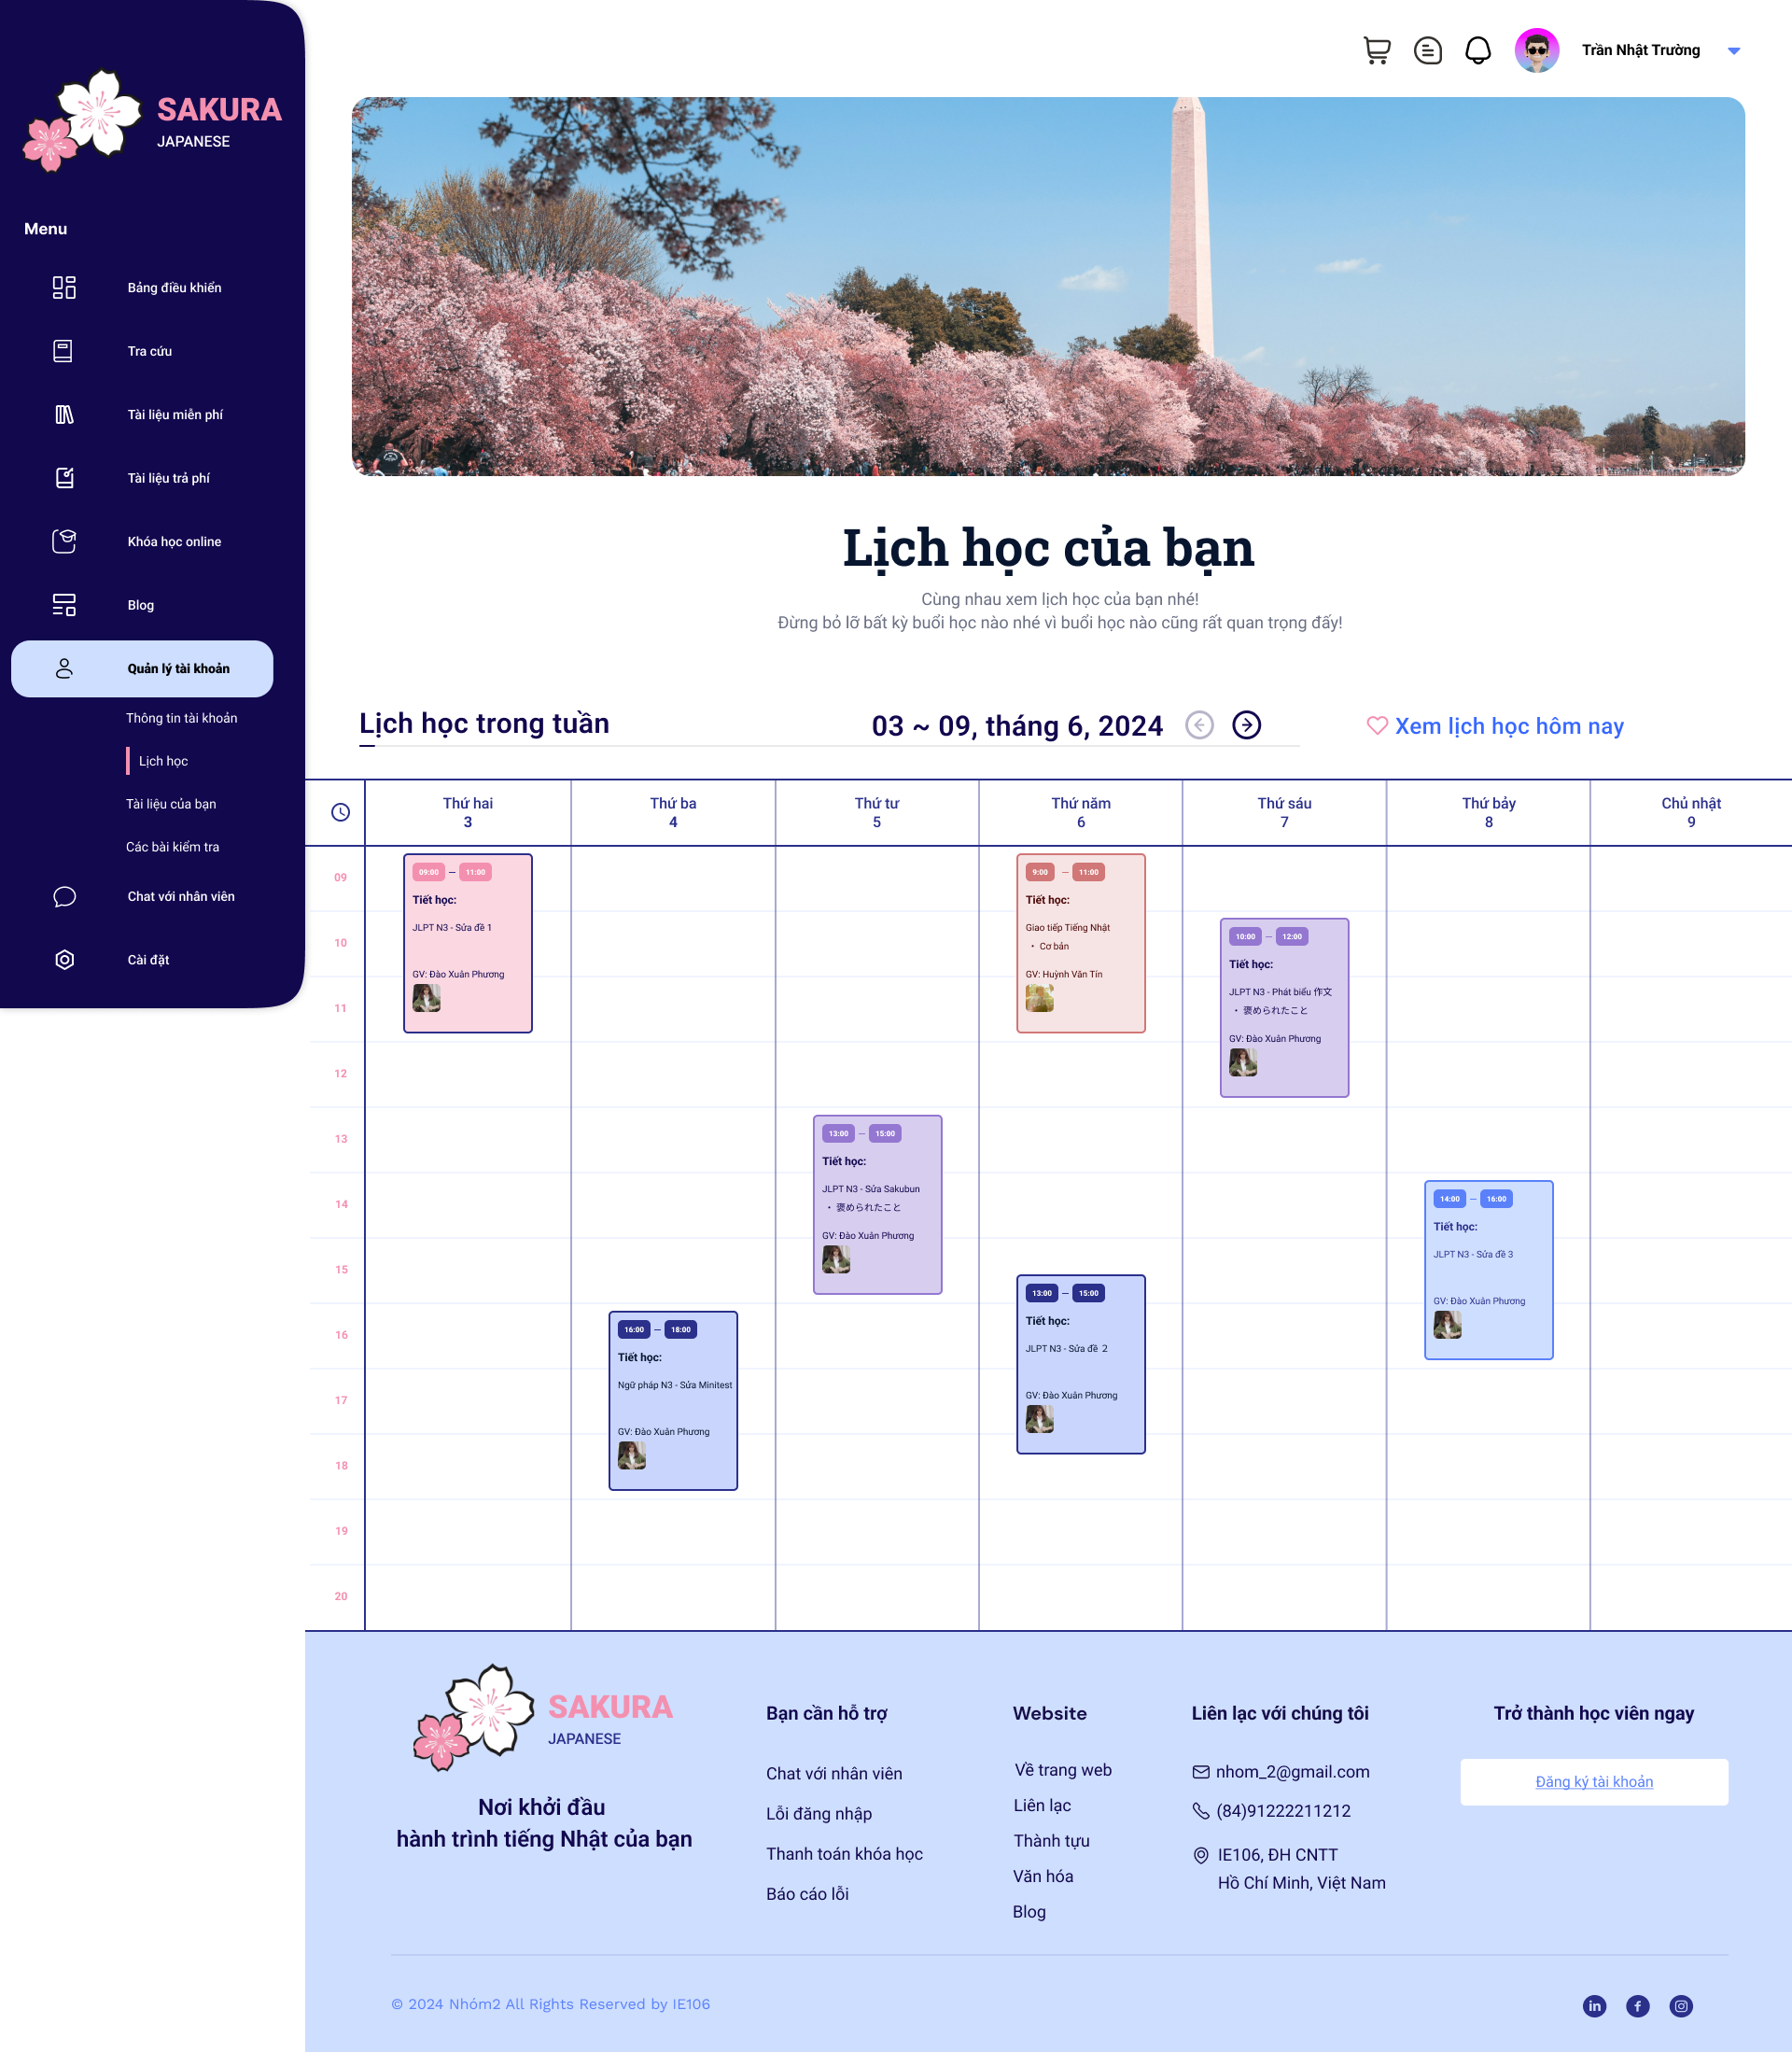 SAKURA
JAPANESE
Menu
Bảng điều khiển
Tra cứu
Tài liệu miễn phí
Tài liệu trả phí
Khóa học online
Blog
Quản lý tài khoản
Thông tin tài khoản
Lịch học
Tài liệu của bạn
Các bài kiểm tra
Chat với nhân viên
Cài đặt
Trần Nhật Trường
Lịch học của bạn
Cùng nhau xem lịch học của bạn nhé!
Đừng bỏ lỡ bất kỳ buổi học nào nhé vì buổi học nào cũng rất quan trọng đấy!
Lịch học trong tuần
03 ~ 09, tháng 6, 2024
Xem lịch học hôm nay
Thứ hai
3
Thứ ba
4
Thứ tư
5
Thứ năm
6
Thứ sáu
7
Thứ bảy
8
Chủ nhật
9
09
10
11
12
13
14
15
16
17
18
19
20
09:00 — 11:00
Tiết học:
JLPT N3 - Sửa đề 1
GV: Đào Xuân Phương
16:00 — 18:00
Tiết học:
Ngữ pháp N3 - Sửa Minitest
GV: Đào Xuân Phương
13:00 — 15:00
Tiết học:
JLPT N3 - Sửa Sakubun
・ 褒められたこと
GV: Đào Xuân Phương
9:00 — 11:00
Tiết học:
Giao tiếp Tiếng Nhật
・ Cơ bản
GV: Huỳnh Văn Tín
13:00 — 15:00
Tiết học:
JLPT N3 - Sửa đề ２
GV: Đào Xuân Phương
10:00 — 12:00
Tiết học:
JLPT N3 - Phát biểu 作文
・ 褒められたこと
GV: Đào Xuân Phương
14:00 — 16:00
Tiết học:
JLPT N3 - Sửa đề 3
GV: Đào Xuân Phương
SAKURA
JAPANESE
Nơi khởi đầu
hành trình tiếng Nhật của bạn
Bạn cần hỗ trợ
Chat với nhân viên
Lỗi đăng nhập
Thanh toán khóa học
Báo cáo lỗi
Website
Về trang web
Liên lạc
Thành tựu
Văn hóa
Blog
Liên lạc với chúng tôi
nhom_2@gmail.com
(84)91222211212
IE106, ĐH CNTT
Hồ Chí Minh, Việt Nam
Trở thành học viên ngay
Đăng ký tài khoản
© 2024 Nhóm2 All Rights Reserved by IE106